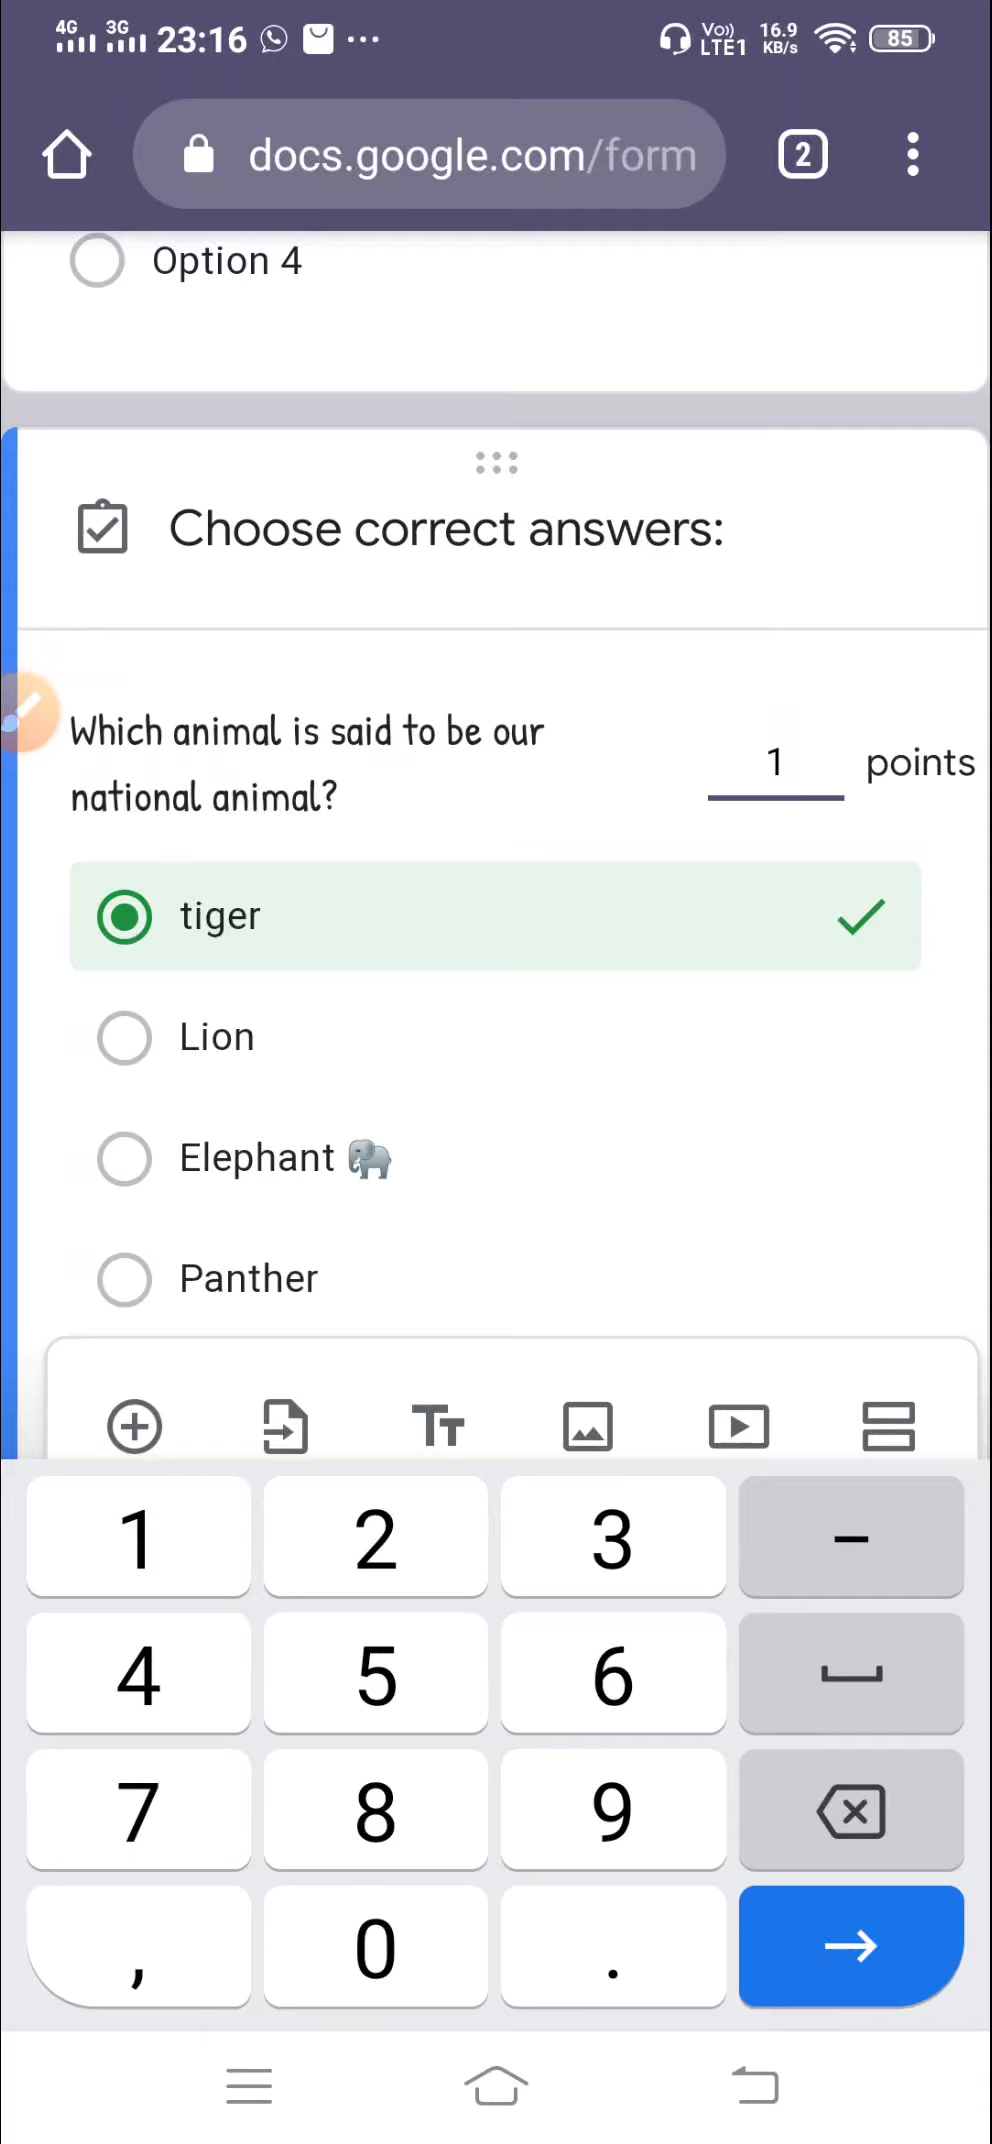 4G 3G 23:16 ... Vo)) LTE1 16.9 KB/s 85
docs.google.com/form 2
Option 4
Choose correct answers:
Which animal is said to be our
national animal?
1 points
tiger
Lion
Elephant 🐘
Panther
TT
1 2 3 –
4 5 6
7 8 9
, 0 .